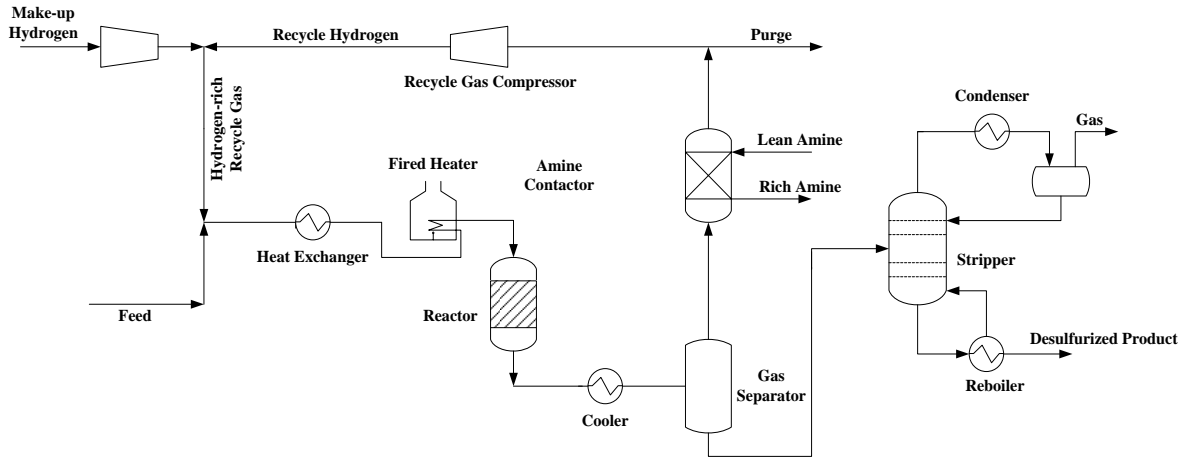 Make-up
Hydrogen
Recycle Hydrogen
Purge
Recycle Gas Compressor
Hydrogen-rich
Recycle Gas
Condenser
Gas
Lean Amine
Rich Amine
Fired Heater
Amine
Contactor
Heat Exchanger
Stripper
Feed
Reactor
Desulfurized Product
Gas
Separator
Reboiler
Cooler